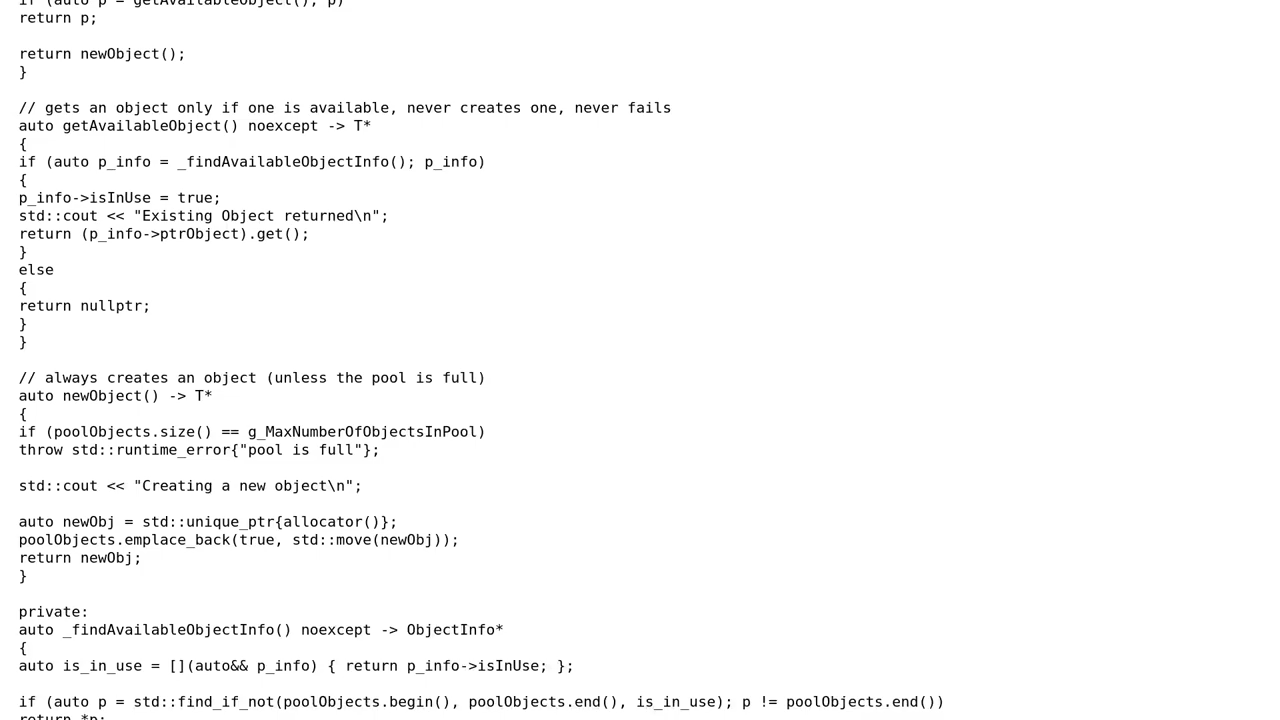 if (auto p = getAvailableObject(); p)
return p;

return newObject();
}

// gets an object only if one is available, never creates one, never fails
auto getAvailableObject() noexcept -> T*
{
if (auto p_info = _findAvailableObjectInfo(); p_info)
{
p_info->isInUse = true;
std::cout << "Existing Object returned\n";
return (p_info->ptrObject).get();
}
else
{
return nullptr;
}
}

// always creates an object (unless the pool is full)
auto newObject() -> T*
{
if (poolObjects.size() == g_MaxNumberOfObjectsInPool)
throw std::runtime_error{"pool is full"};

std::cout << "Creating a new object\n";

auto newObj = std::unique_ptr{allocator()};
poolObjects.emplace_back(true, std::move(newObj));
return newObj;
}

private:
auto _findAvailableObjectInfo() noexcept -> ObjectInfo*
{
auto is_in_use = [](auto&& p_info) { return p_info->isInUse; };

if (auto p = std::find_if_not(poolObjects.begin(), poolObjects.end(), is_in_use); p != poolObjects.end())
return *p;